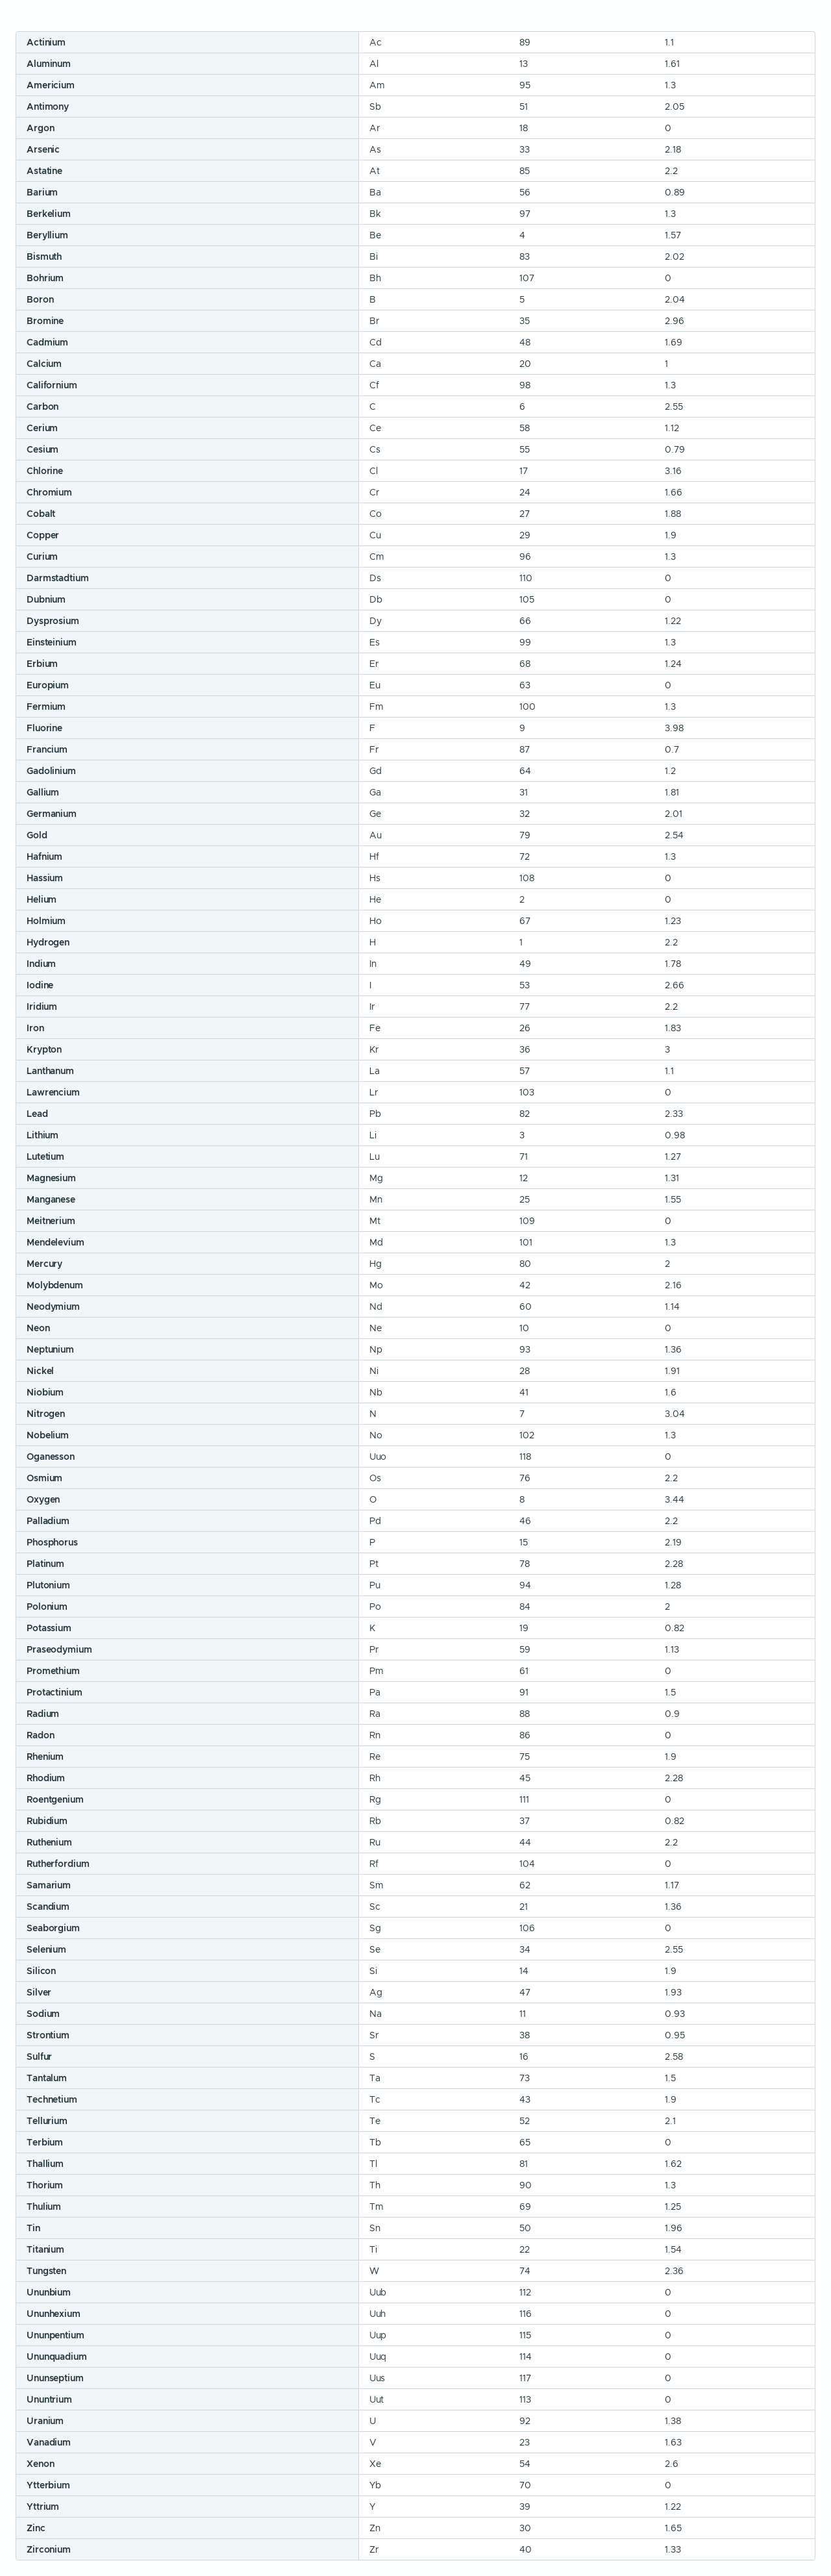 Actinium Ac 89 1.1
Aluminum Al 13 1.61
Americium Am 95 1.3
Antimony Sb 51 2.05
Argon Ar 18 0
Arsenic As 33 2.18
Astatine At 85 2.2
Barium Ba 56 0.89
Berkelium Bk 97 1.3
Beryllium Be 4 1.57
Bismuth Bi 83 2.02
Bohrium Bh 107 0
Boron B 5 2.04
Bromine Br 35 2.96
Cadmium Cd 48 1.69
Calcium Ca 20 1
Californium Cf 98 1.3
Carbon C 6 2.55
Cerium Ce 58 1.12
Cesium Cs 55 0.79
Chlorine Cl 17 3.16
Chromium Cr 24 1.66
Cobalt Co 27 1.88
Copper Cu 29 1.9
Curium Cm 96 1.3
Darmstadtium Ds 110 0
Dubnium Db 105 0
Dysprosium Dy 66 1.22
Einsteinium Es 99 1.3
Erbium Er 68 1.24
Europium Eu 63 0
Fermium Fm 100 1.3
Fluorine F 9 3.98
Francium Fr 87 0.7
Gadolinium Gd 64 1.2
Gallium Ga 31 1.81
Germanium Ge 32 2.01
Gold Au 79 2.54
Hafnium Hf 72 1.3
Hassium Hs 108 0
Helium He 2 0
Holmium Ho 67 1.23
Hydrogen H 1 2.2
Indium In 49 1.78
Iodine I 53 2.66
Iridium Ir 77 2.2
Iron Fe 26 1.83
Krypton Kr 36 3
Lanthanum La 57 1.1
Lawrencium Lr 103 0
Lead Pb 82 2.33
Lithium Li 3 0.98
Lutetium Lu 71 1.27
Magnesium Mg 12 1.31
Manganese Mn 25 1.55
Meitnerium Mt 109 0
Mendelevium Md 101 1.3
Mercury Hg 80 2
Molybdenum Mo 42 2.16
Neodymium Nd 60 1.14
Neon Ne 10 0
Neptunium Np 93 1.36
Nickel Ni 28 1.91
Niobium Nb 41 1.6
Nitrogen N 7 3.04
Nobelium No 102 1.3
Oganesson Uuo 118 0
Osmium Os 76 2.2
Oxygen O 8 3.44
Palladium Pd 46 2.2
Phosphorus P 15 2.19
Platinum Pt 78 2.28
Plutonium Pu 94 1.28
Polonium Po 84 2
Potassium K 19 0.82
Praseodymium Pr 59 1.13
Promethium Pm 61 0
Protactinium Pa 91 1.5
Radium Ra 88 0.9
Radon Rn 86 0
Rhenium Re 75 1.9
Rhodium Rh 45 2.28
Roentgenium Rg 111 0
Rubidium Rb 37 0.82
Ruthenium Ru 44 2.2
Rutherfordium Rf 104 0
Samarium Sm 62 1.17
Scandium Sc 21 1.36
Seaborgium Sg 106 0
Selenium Se 34 2.55
Silicon Si 14 1.9
Silver Ag 47 1.93
Sodium Na 11 0.93
Strontium Sr 38 0.95
Sulfur S 16 2.58
Tantalum Ta 73 1.5
Technetium Tc 43 1.9
Tellurium Te 52 2.1
Terbium Tb 65 0
Thallium Tl 81 1.62
Thorium Th 90 1.3
Thulium Tm 69 1.25
Tin Sn 50 1.96
Titanium Ti 22 1.54
Tungsten W 74 2.36
Ununbium Uub 112 0
Ununhexium Uuh 116 0
Ununpentium Uup 115 0
Ununquadium Uuq 114 0
Ununseptium Uus 117 0
Ununtrium Uut 113 0
Uranium U 92 1.38
Vanadium V 23 1.63
Xenon Xe 54 2.6
Ytterbium Yb 70 0
Yttrium Y 39 1.22
Zinc Zn 30 1.65
Zirconium Zr 40 1.33